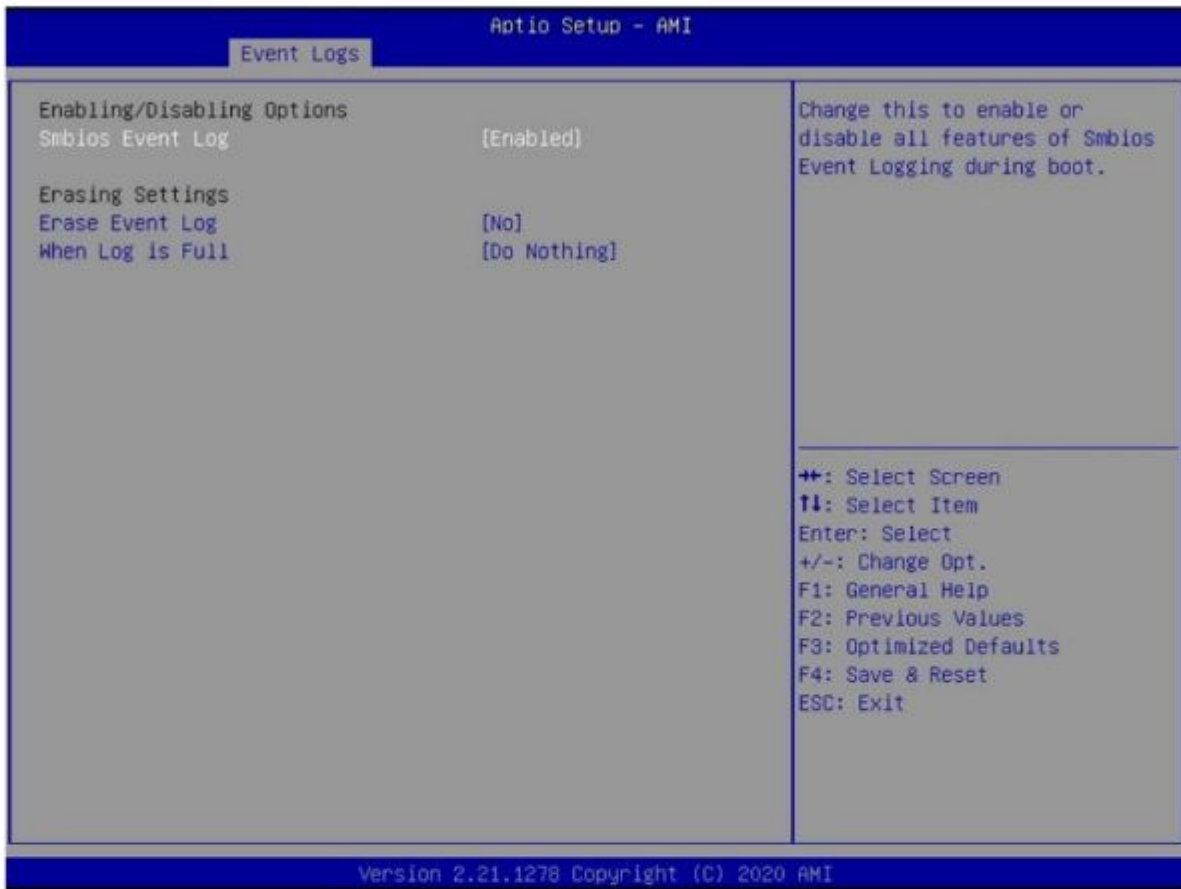 Aptio Setup - AMI
Event Logs
Enabling/Disabling Options
Smbios Event Log [Enabled]
Erasing Settings
Erase Event Log [No]
When Log is Full [Do Nothing]
Change this to enable or
disable all features of Smbios
Event Logging during boot.
→←: Select Screen
↑↓: Select Item
Enter: Select
+/-: Change Opt.
F1: General Help
F2: Previous Values
F3: Optimized Defaults
F4: Save & Reset
ESC: Exit
Version 2.21.1278 Copyright (C) 2020 AMI